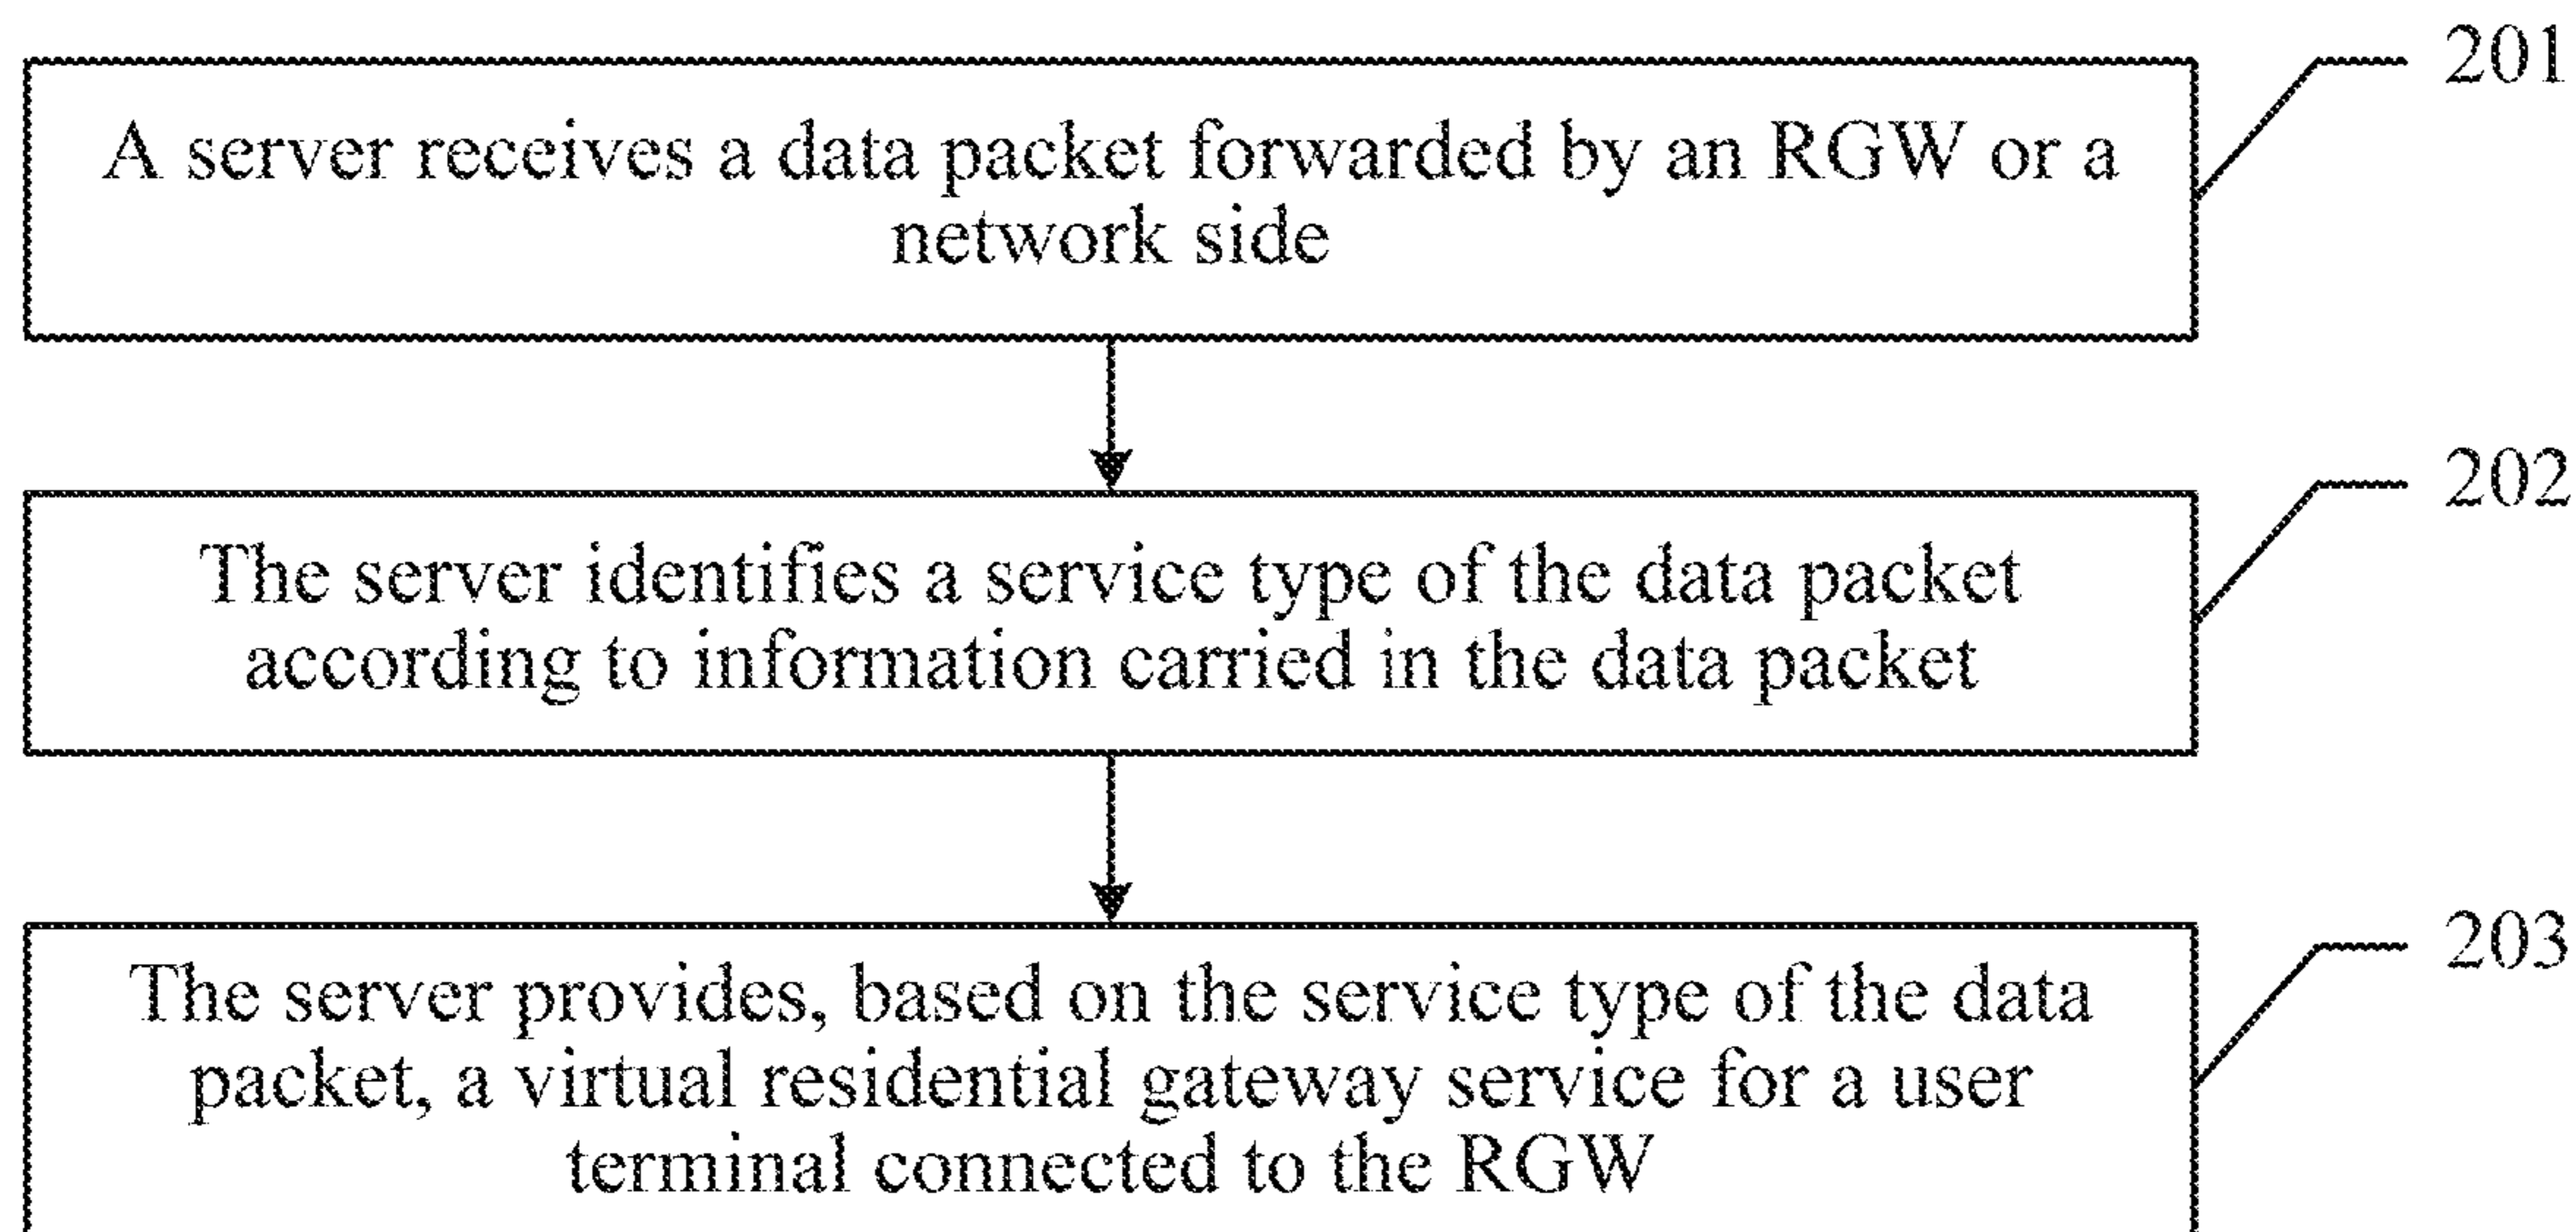 201
A server receives a data packet forwarded by an RGW or a
network side
202
The server identifies a service type of the data packet
according to information carried in the data packet
203
The server provides, based on the service type of the data
packet, a virtual residential gateway service for a user
terminal connected to the RGW